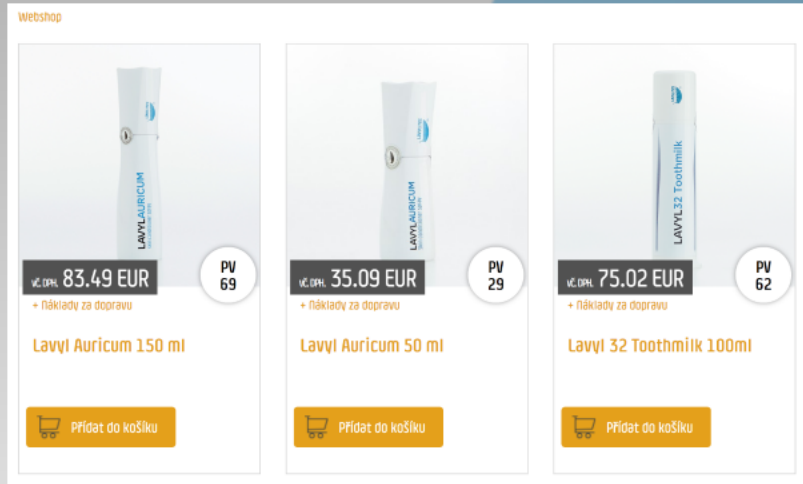 Webshop
LAVYLAURICUM
vč. DPH. 83.49 EUR
PV
69
+ Náklady za dopravu
Lavyl Auricum 150 ml
Přidat do košíku
LAVYLAURICUM
vč. DPH. 35.09 EUR
PV
29
+ Náklady za dopravu
Lavyl Auricum 50 ml
Přidat do košíku
LAVYL32 Toothmilk
vč. DPH. 75.02 EUR
PV
62
+ Náklady za dopravu
Lavyl 32 Toothmilk 100ml
Přidat do košíku